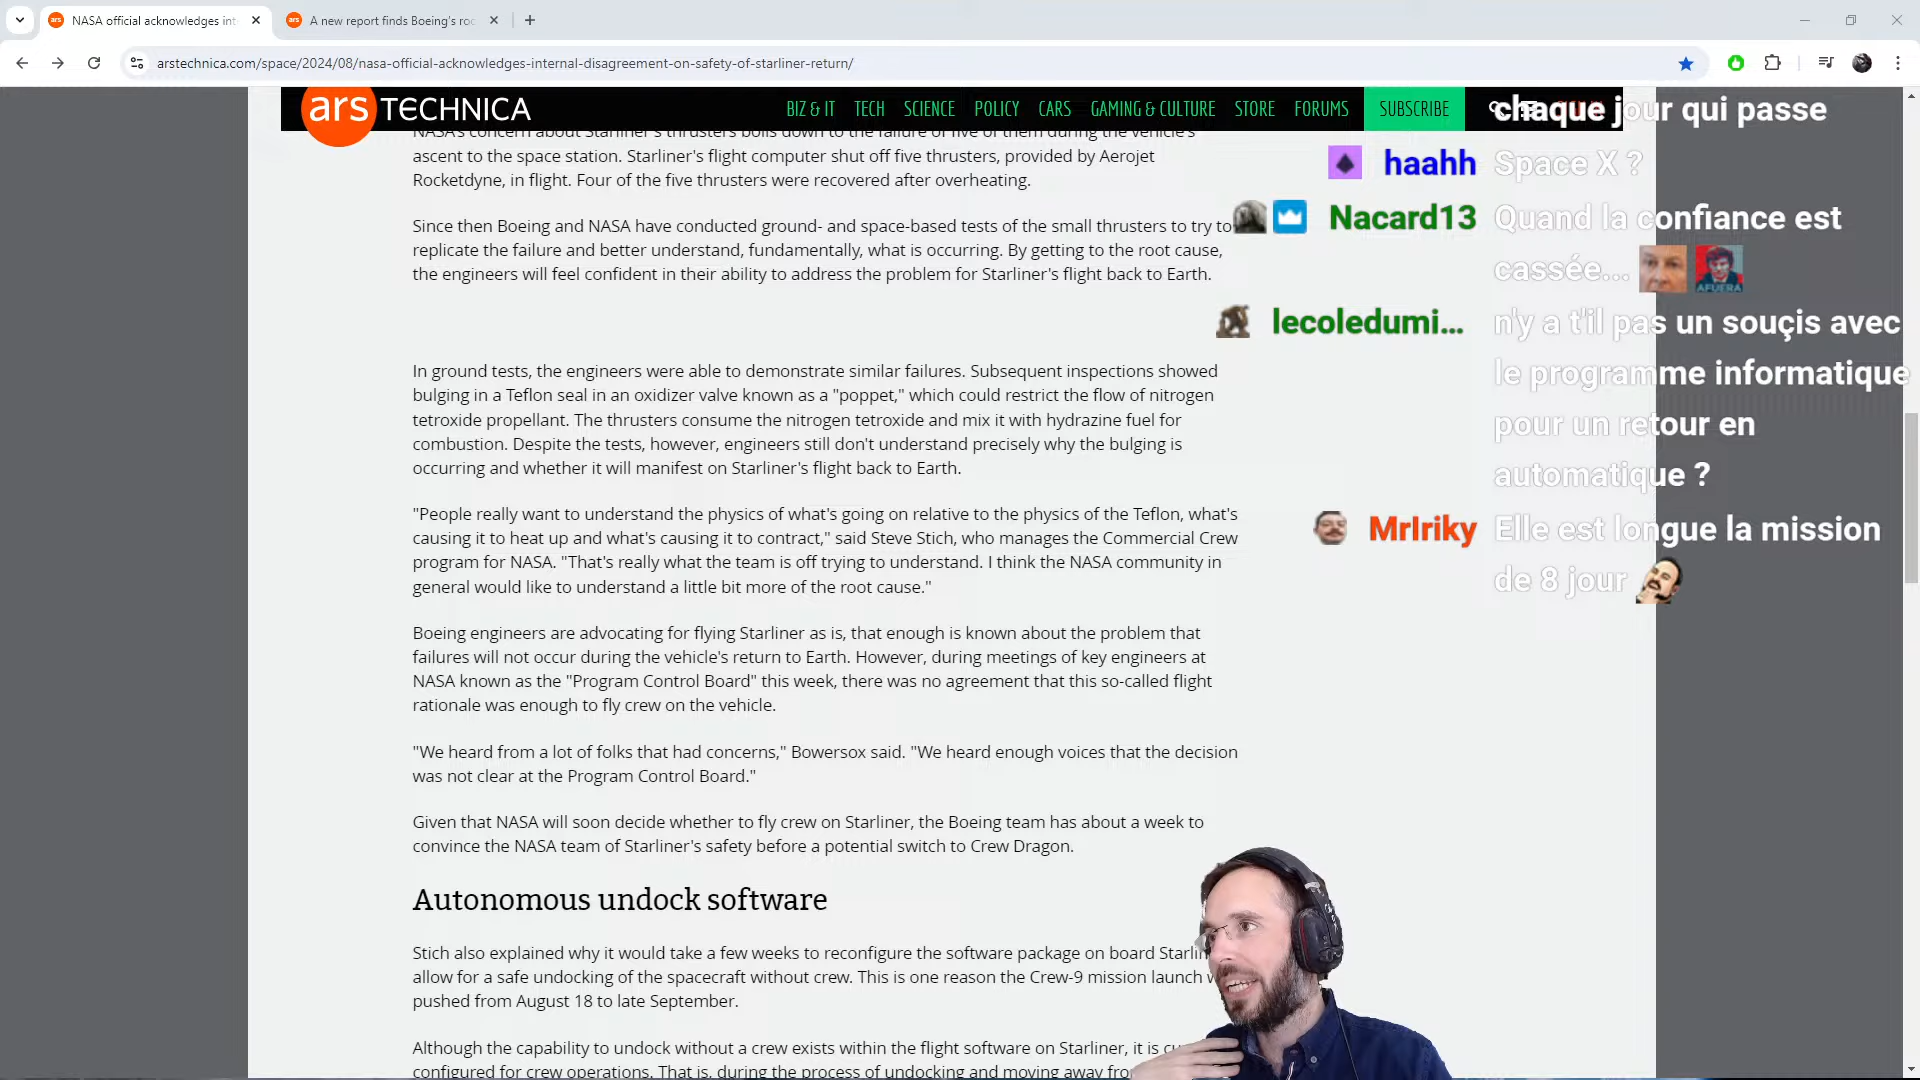 NASA official acknowledges int
A new report finds Boeing's roc
arstechnica.com/space/2024/08/nasa-official-acknowledges-internal-disagreement-on-safety-of-starliner-return/
ars TECHNICA
BIZ & IT TECH SCIENCE POLICY CARS GAMING & CULTURE STORE FORUMS SUBSCRIBE
NASA's concern about Starliner's thrusters boils down to the failure of five of them during the vehicle's
ascent to the space station. Starliner's flight computer shut off five thrusters, provided by Aerojet
Rocketdyne, in flight. Four of the five thrusters were recovered after overheating.
Since then Boeing and NASA have conducted ground- and space-based tests of the small thrusters to try to
replicate the failure and better understand, fundamentally, what is occurring. By getting to the root cause,
the engineers will feel confident in their ability to address the problem for Starliner's flight back to Earth.
In ground tests, the engineers were able to demonstrate similar failures. Subsequent inspections showed
bulging in a Teflon seal in an oxidizer valve known as a "poppet," which could restrict the flow of nitrogen
tetroxide propellant. The thrusters consume the nitrogen tetroxide and mix it with hydrazine fuel for
combustion. Despite the tests, however, engineers still don't understand precisely why the bulging is
occurring and whether it will manifest on Starliner's flight back to Earth.
"People really want to understand the physics of what's going on relative to the physics of the Teflon, what's
causing it to heat up and what's causing it to contract," said Steve Stich, who manages the Commercial Crew
program for NASA. "That's really what the team is off trying to understand. I think the NASA community in
general would like to understand a little bit more of the root cause."
Boeing engineers are advocating for flying Starliner as is, that enough is known about the problem that
failures will not occur during the vehicle's return to Earth. However, during meetings of key engineers at
NASA known as the "Program Control Board" this week, there was no agreement that this so-called flight
rationale was enough to fly crew on the vehicle.
"We heard from a lot of folks that had concerns," Bowersox said. "We heard enough voices that the decision
was not clear at the Program Control Board."
Given that NASA will soon decide whether to fly crew on Starliner, the Boeing team has about a week to
convince the NASA team of Starliner's safety before a potential switch to Crew Dragon.
Autonomous undock software
Stich also explained why it would take a few weeks to reconfigure the software package on board Starlin
allow for a safe undocking of the spacecraft without crew. This is one reason the Crew-9 mission launch
pushed from August 18 to late September.
Although the capability to undock without a crew exists within the flight software on Starliner, it is
configured for crew operations. That is, during the process of undocking and moving away
chaque jour qui passe
haahh Space X ?
Nacard13 Quand la confiance est
cassée...
AFUERA
lecoledumi... n'y a t'il pas un souçis avec
le programme informatique
pour un retour en
automatique ?
MrIriky Elle est longue la mission
de 8 jour